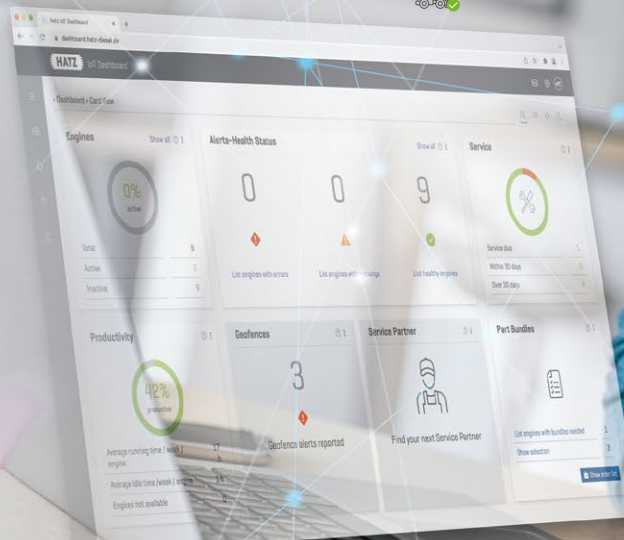 Hatz IoT Dashboard
dashboard.hatz-diesel.de
HATZ IoT Dashboard
› Dashboard › Card View
Engines
Show all
0%
active
Total 9
Active
Inactive 9
Alerts-Health Status
Show all
0
0
9
List engines with errors
List engines with
List healthy engines
Service
Service due
Within 30 days
Over 30 days
Productivity
42%
productive
Average running time / week /
engine
17
Average idle time /week /
Engines not available
Geofences
3
Geofence alerts reported
Service Partner
Find your next Service Partner
Part Bundles
List engines with bundles needed
Show selection
Show order list